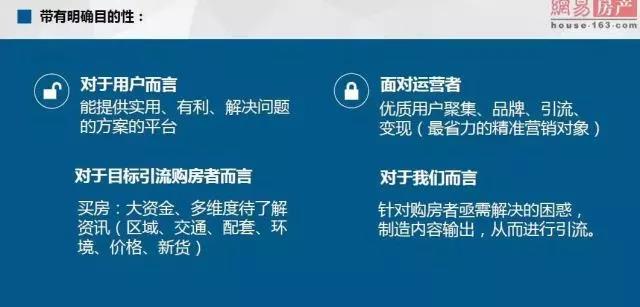 带有明确目的性：
網易房产
house·163.com
对于用户而言
能提供实用、有利、解决问题
的方案的平台
面对运营者
优质用户聚集、品牌、引流、
变现（最省力的精准营销对象）
对于目标引流购房者而言
买房：大资金、多维度待了解
资讯（区域、交通、配套、环
境、价格、新货）
对于我们而言
针对购房者亟需解决的困惑，
制造内容输出，从而进行引流。